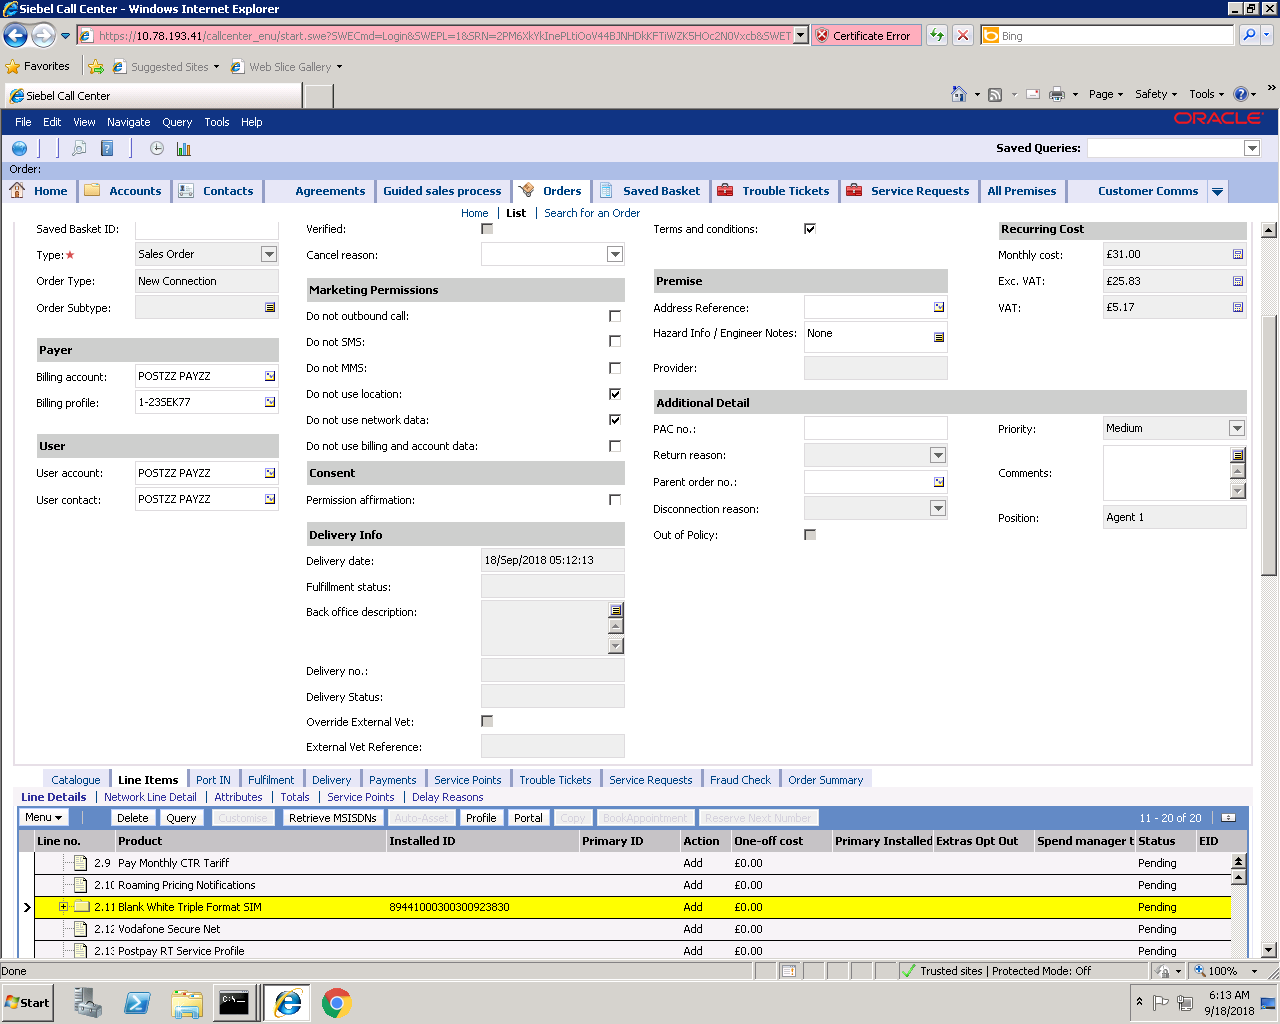 Siebel Call Center - Windows Internet Explorer
https://10.78.193.41/callcenter_enu/start.swe?SWECmd=Login&SWEPL=1&SRN=2PM6XkYkInePLtiOoV44BJNHDkKFTiWZK5HOc2N0Vxcb&SWET Certificate Error Bing
Favorites Suggested Sites Web Slice Gallery
Siebel Call Center Page Safety Tools »
File Edit View Navigate Query Tools Help ORACLE
Saved Queries:
Order:
Home Accounts Contacts Agreements Guided sales process Orders Saved Basket Trouble Tickets Service Requests All Premises Customer Comms
Home List Search for an Order
Saved Basket ID: Verified: Terms and conditions: Recurring Cost
Type: Sales Order Cancel reason: Monthly cost: £31.00
Order Type: New Connection Marketing Permissions Premise Exc. VAT: £25.83
Order Subtype: Do not outbound call: Address Reference: VAT: £5.17
Do not SMS: Hazard Info / Engineer Notes: None
Payer Do not MMS: Provider:
Billing account: POSTZZ PAYZZ Do not use location: Additional Detail
Billing profile: 1-23SEK77 Do not use network data: PAC no.: Priority: Medium
User Do not use billing and account data: Return reason:
User account: POSTZZ PAYZZ Consent Parent order no.: Comments:
User contact: POSTZZ PAYZZ Permission affirmation: Disconnection reason: Position: Agent 1
Delivery Info Out of Policy:
Delivery date: 18/Sep/2018 05:12:13
Fulfillment status:
Back office description:
Delivery no.:
Delivery Status:
Override External Vet:
External Vet Reference:
Catalogue Line Items Port IN Fulfilment Delivery Payments Service Points Trouble Tickets Service Requests Fraud Check Order Summary
Line Details Network Line Detail Attributes Totals Service Points Delay Reasons
Menu Delete Query Customise Retrieve MSISDNs Auto-Asset Profile Portal Copy BookAppointment Reserve Next Number 11 - 20 of 20
Line no. Product Installed ID Primary ID Action One-off cost Primary Installed Extras Opt Out Spend manager t Status EID
2.9 Pay Monthly CTR Tariff Add £0.00 Pending
2.10 Roaming Pricing Notifications Add £0.00 Pending
2.11 Blank White Triple Format SIM 89441000300300923830 Add £0.00 Pending
2.12 Vodafone Secure Net Add £0.00 Pending
2.13 Postpay RT Service Profile Add £0.00 Pending
Done Trusted sites | Protected Mode: Off 100%
Start 6:13 AM
9/18/2018